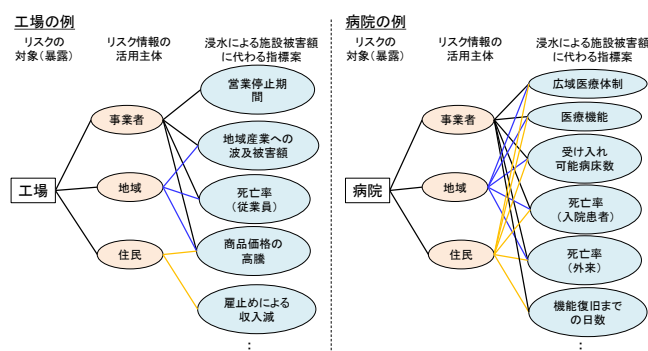 工場の例
リスクの
対象(暴露)
リスク情報の
活用主体
浸水による施設被害額
に代わる指標案
工場
事業者
地域
住民
営業停止期
間
地域産業への
波及被害額
死亡率
(従業員)
商品価格の
高騰
雇止めによる
収入減
:
病院の例
リスクの
対象(暴露)
リスク情報の
活用主体
浸水による施設被害額
に代わる指標案
病院
事業者
地域
住民
広域医療体制
医療機能
受け入れ
可能病床数
死亡率
(入院患者)
死亡率
(外来)
機能復旧まで
の日数
: